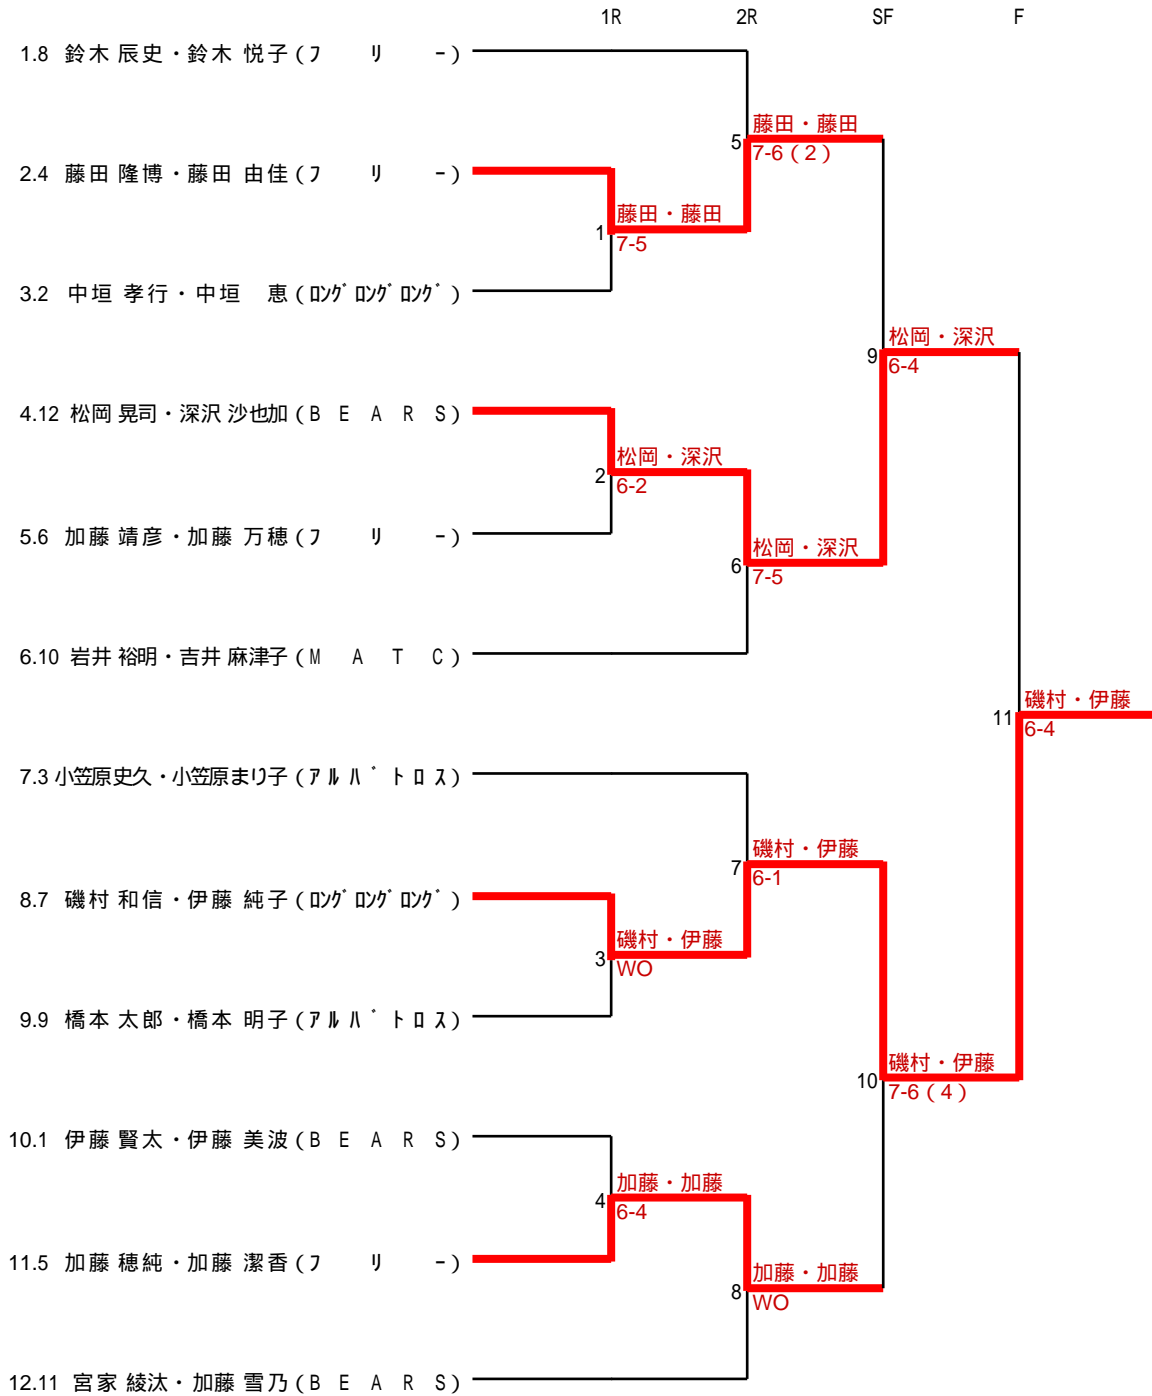 1R 2R SF F
1.8 鈴木 辰史・鈴木 悦子 (フ リ ー)
藤田・藤田
5
7-6 (2)
2.4 藤田 隆博・藤田 由佳 (フ リ ー)
藤田・藤田
1
7-5
3.2 中垣 孝行・中垣 恵 (ロング ロング ロング)
松岡・深沢
9
6-4
4.12 松岡 晃司・深沢 沙也加 (B E A R S)
松岡・深沢
2
6-2
5.6 加藤 靖彦・加藤 万穂 (フ リ ー)
松岡・深沢
6
7-5
6.10 岩井 裕明・吉井 麻津子 (M A T C)
磯村・伊藤
11
6-4
7.3 小笠原史久・小笠原まり子 (アルバトロス)
磯村・伊藤
7
6-1
8.7 磯村 和信・伊藤 純子 (ロング ロング ロング)
磯村・伊藤
3
WO
9.9 橋本 太郎・橋本 明子 (アルバトロス)
磯村・伊藤
10
7-6 (4)
10.1 伊藤 賢太・伊藤 美波 (B E A R S)
加藤・加藤
4
6-4
11.5 加藤 穂純・加藤 潔香 (フ リ ー)
加藤・加藤
8
WO
12.11 宮家 綾汰・加藤 雪乃 (B E A R S)